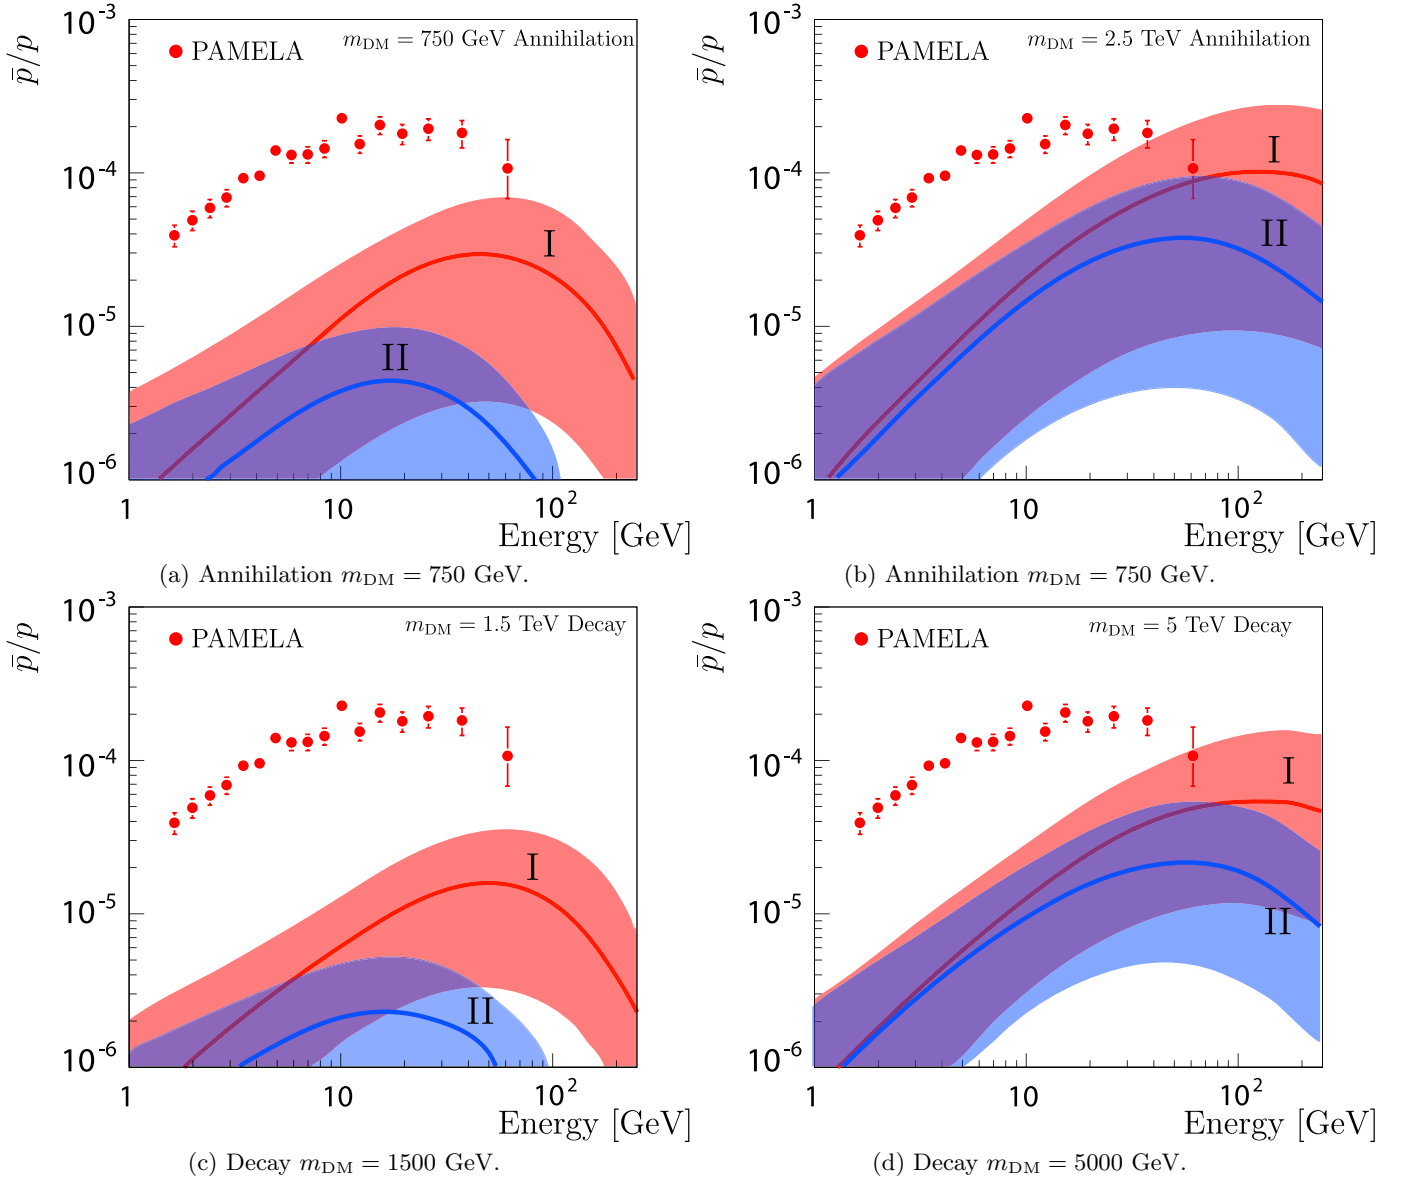 10^-3
p̄/p
PAMELA
m_DM = 750 GeV Annihilation
10^-4
I
10^-5
II
10^-6
1
10
10^2
Energy [GeV]
(a) Annihilation m_DM = 750 GeV.
10^-3
p̄/p
PAMELA
m_DM = 2.5 TeV Annihilation
10^-4
I
II
10^-5
10^-6
1
10
10^2
Energy [GeV]
(b) Annihilation m_DM = 750 GeV.
10^-3
p̄/p
PAMELA
m_DM = 1.5 TeV Decay
10^-4
I
10^-5
II
10^-6
1
10
10^2
Energy [GeV]
(c) Decay m_DM = 1500 GeV.
10^-3
p̄/p
PAMELA
m_DM = 5 TeV Decay
10^-4
I
10^-5
II
10^-6
1
10
10^2
Energy [GeV]
(d) Decay m_DM = 5000 GeV.